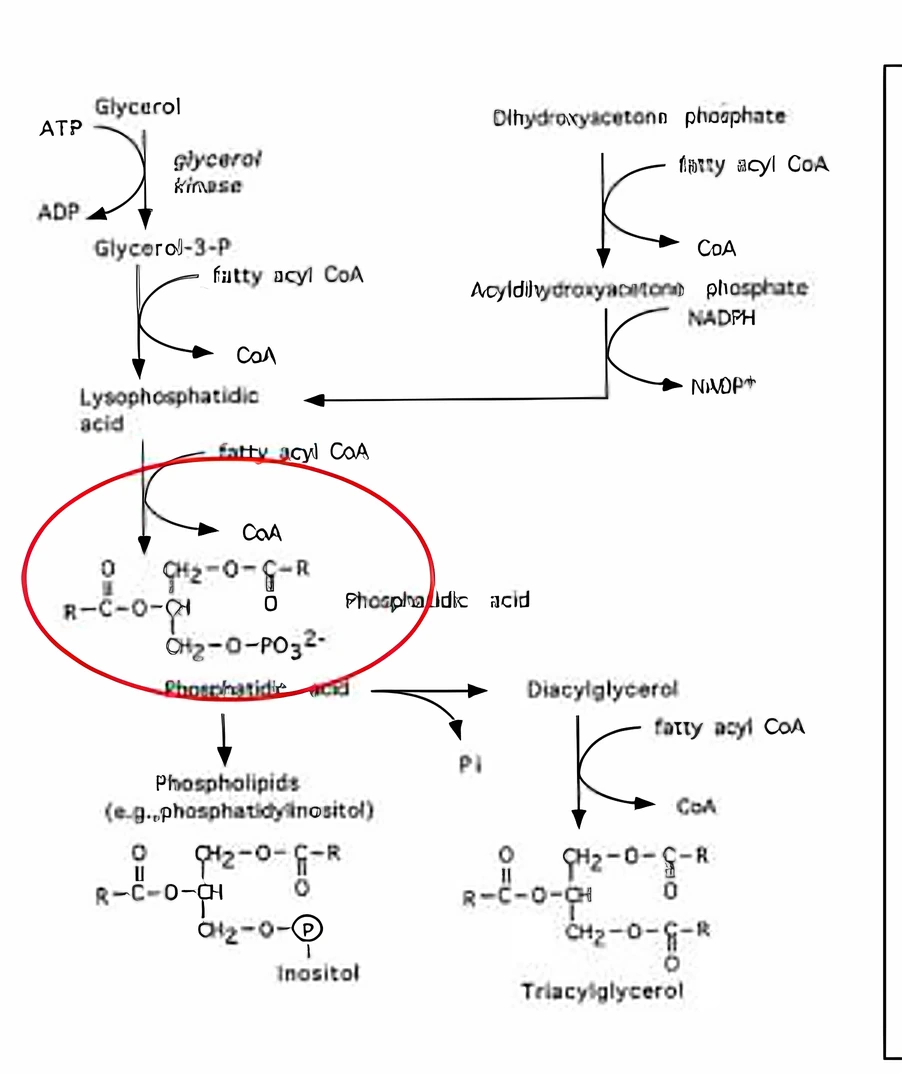 Glycerol
ATP
glycerol
kinase
ADP
Glycerol-3-P
fatty acyl CoA
CoA
Lysophosphatidic
acid
fatty acyl CoA
CoA
Dihydroxyacetone phosphate
fatty acyl CoA
CoA
Acyldihydroxyacetone phosphate
NADPH
NADP+
O
CH2-O-C-R
R-C-O-CH
O
CH2-O-PO3 2-
Phosphatidic acid
Phosphatidic acid
Pi
Diacylglycerol
fatty acyl CoA
CoA
Phospholipids
(e.g.,phosphatidylinositol)
O
CH2-O-C-R
R-C-O-CH
O
CH2-O-P
Inositol
O
CH2-O-C-R
R-C-O-CH
O
CH2-O-C-R
O
Triacylglycerol